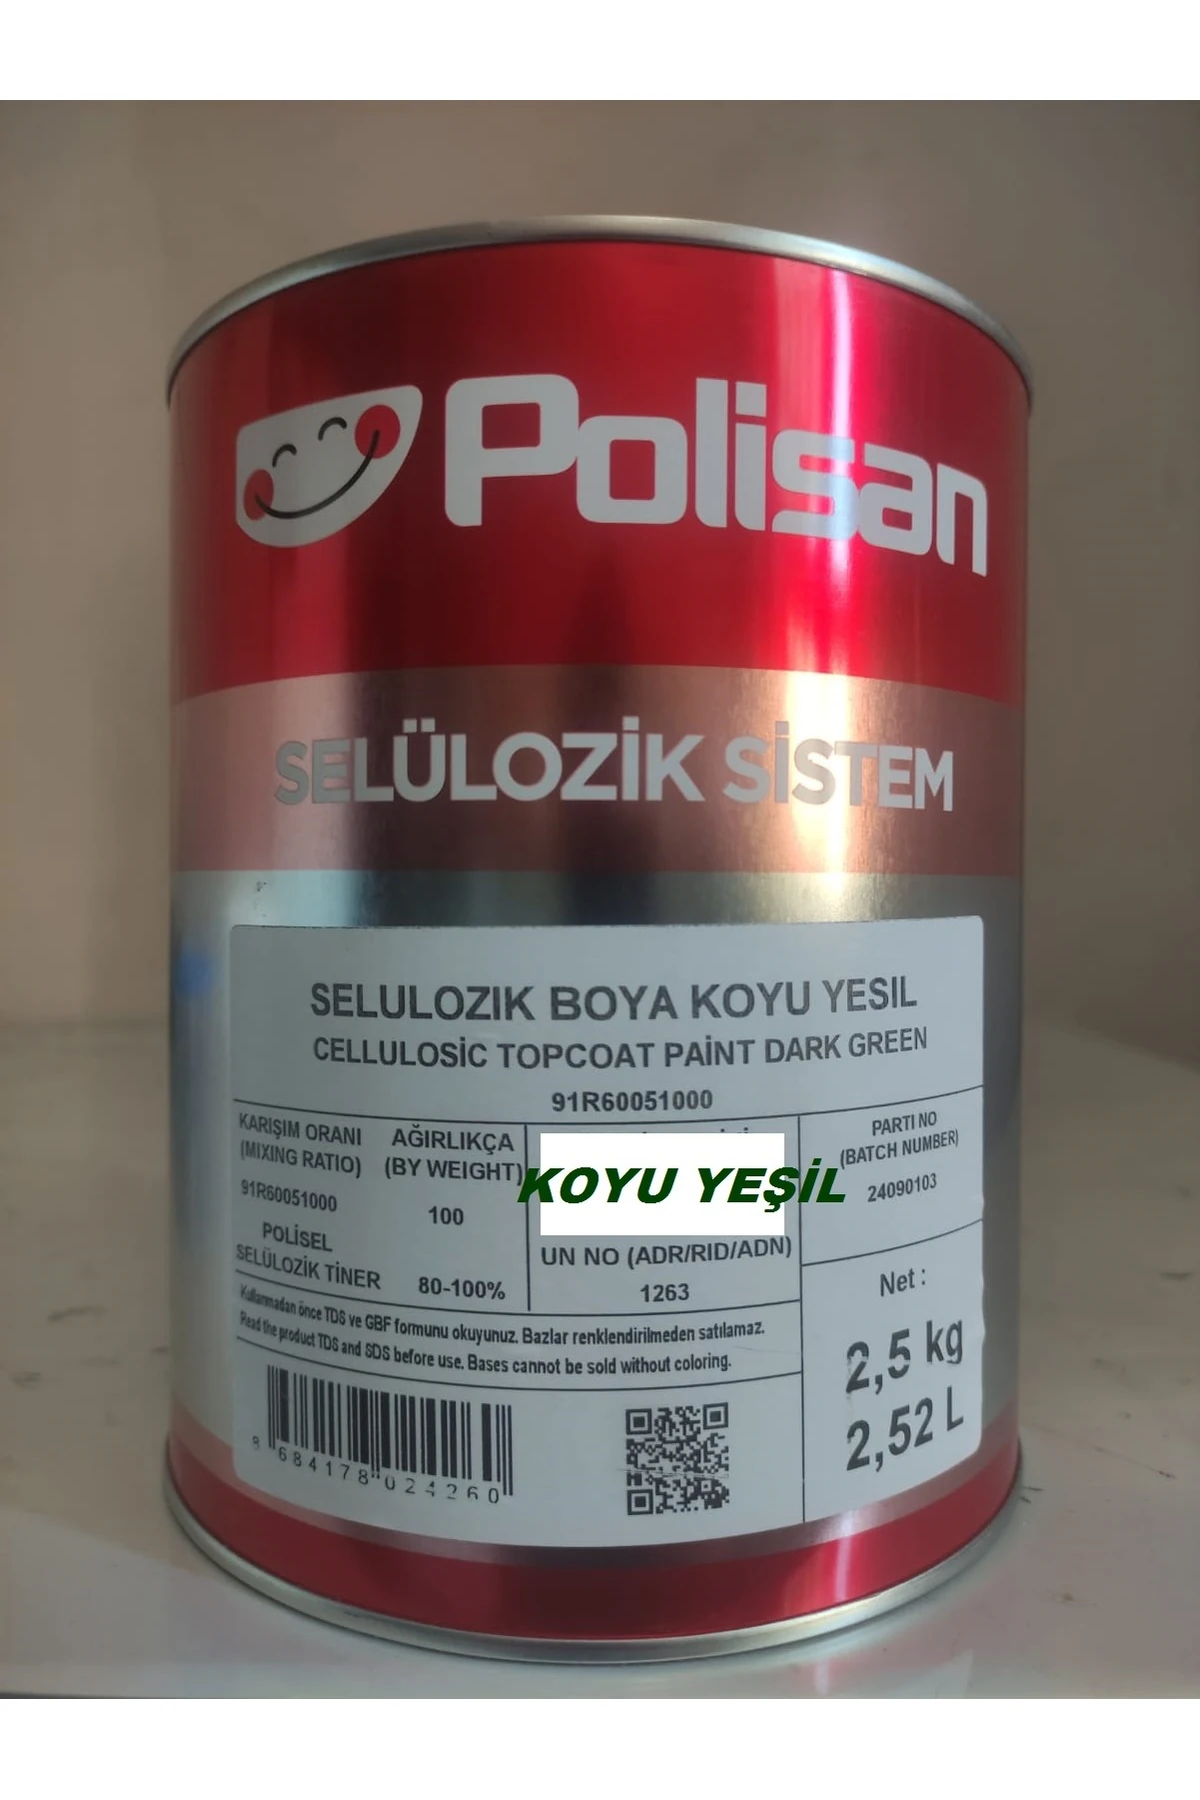 Polisan
SELÜLOZİK SİSTEM
SELULOZIK BOYA KOYU YESIL
CELLULOSİC TOPCOAT PAİNT DARK GREEN
91R60051000
KARIŞIM ORANI
(MIXING RATIO)
AĞIRLIKÇA
(BY WEIGHT)
91R60051000
100
POLİSEL
SELÜLOZİK TİNER
80-100%
KOYU YEŞİL
UN NO (ADR/RID/ADN)
1263
PARTI NO
(BATCH NUMBER)
24090103
Net :
2,5 kg
2,52 L
Kullanmadan önce TDS ve GBF formunu okuyunuz. Bazlar renklendirilmeden satılamaz.
Read the product TDS and SDS before use. Bases cannot be sold without coloring.
8 684178 024260